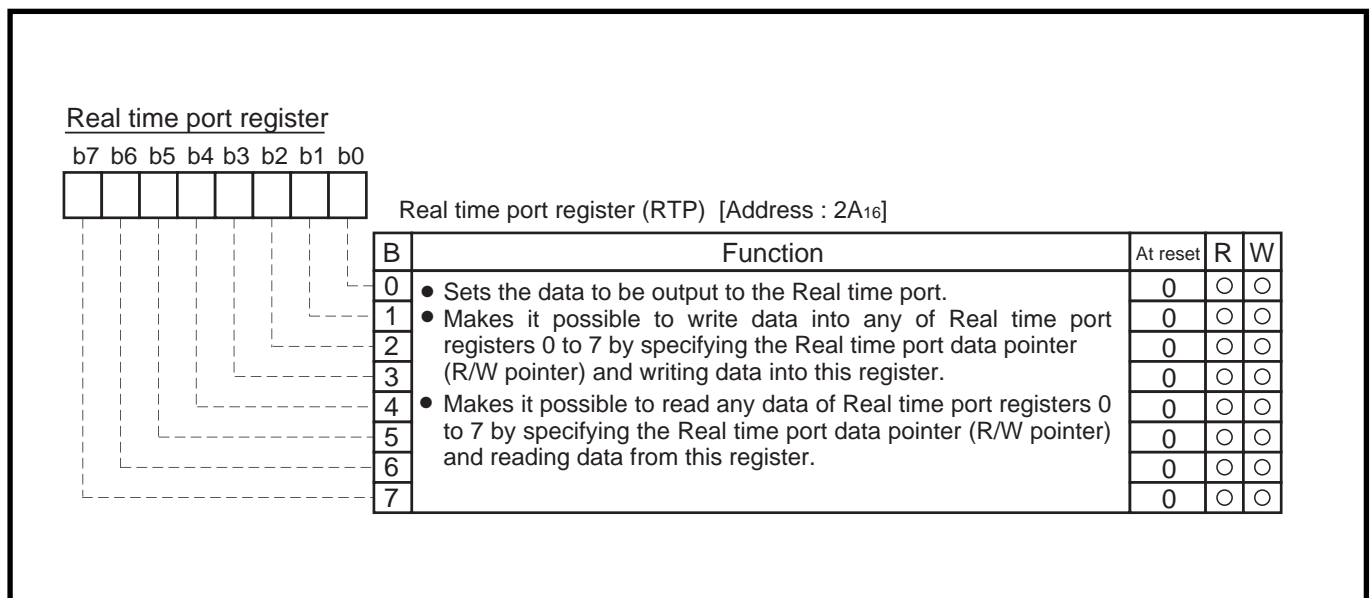 Real time port register
b7 b6 b5 b4 b3 b2 b1 b0
Real time port register (RTP) [Address : 2A16]
B Function At reset R W
0 ● Sets the data to be output to the Real time port. 0 ○ ○
1 ● Makes it possible to write data into any of Real time port 0 ○ ○
2 registers 0 to 7 by specifying the Real time port data pointer 0 ○ ○
3 (R/W pointer) and writing data into this register. 0 ○ ○
4 ● Makes it possible to read any data of Real time port registers 0 0 ○ ○
5 to 7 by specifying the Real time port data pointer (R/W pointer) 0 ○ ○
6 and reading data from this register. 0 ○ ○
7 0 ○ ○